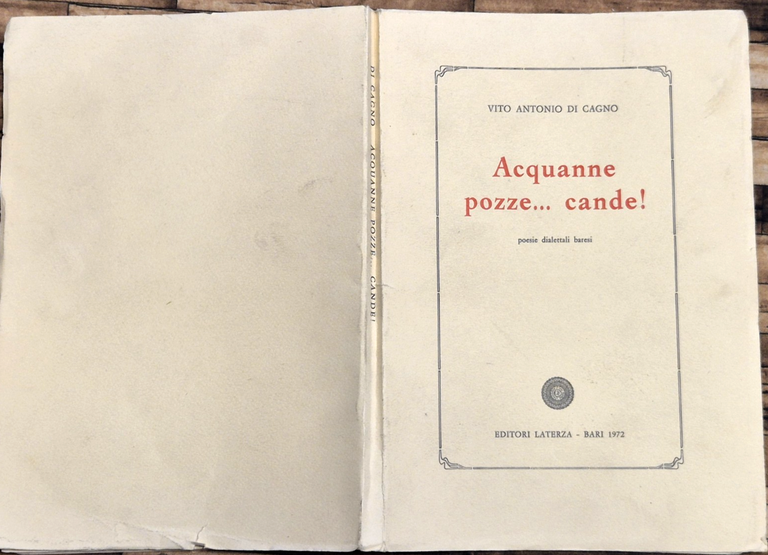 DI CAGNO ACQUANNE POZZE... CANDE!
VITO ANTONIO DI CAGNO
Acquanne
pozze... cande!
poesie dialettali baresi
EDITORI LATERZA - BARI 1972